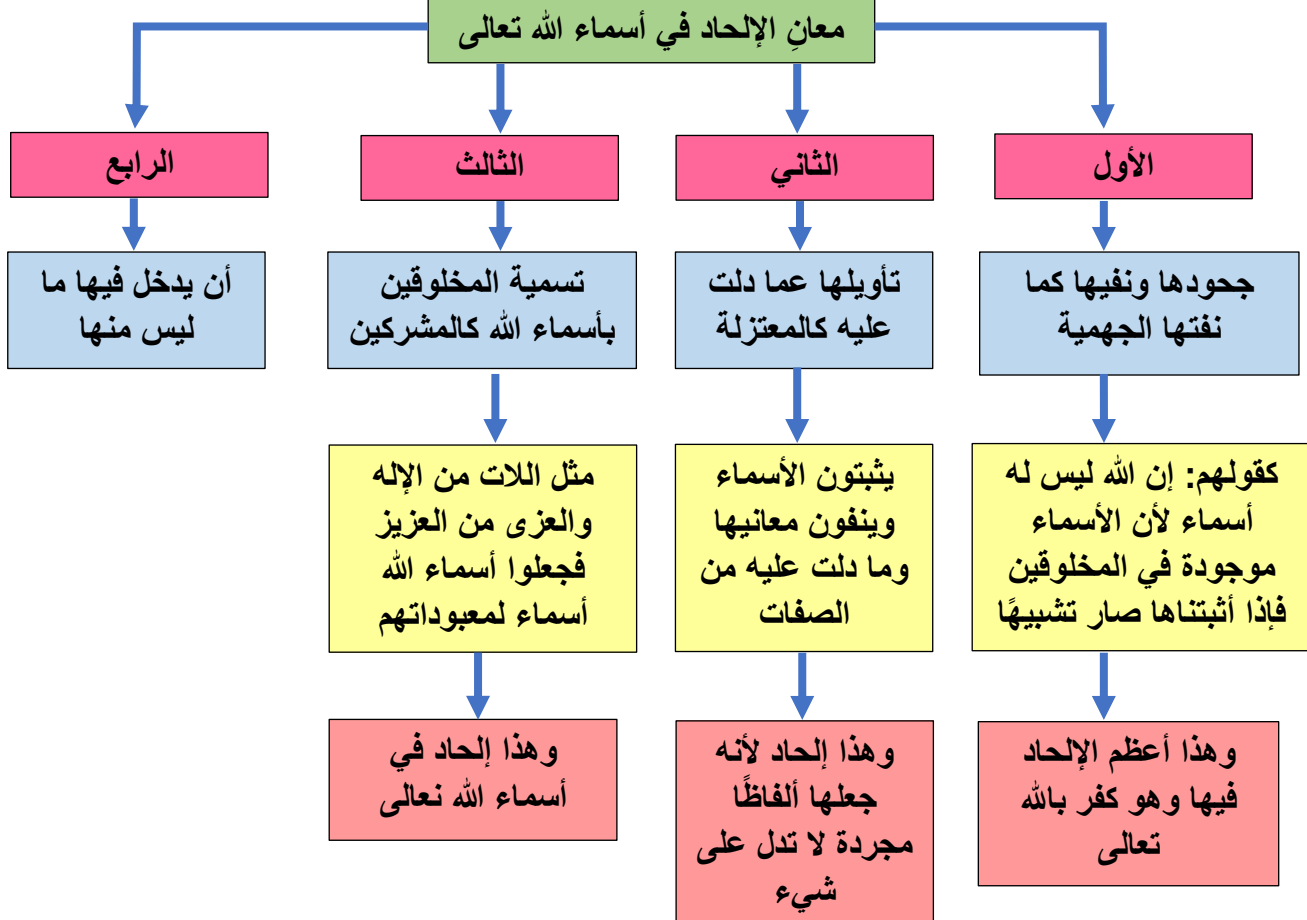 معانِ الإلحاد في أسماء الله تعالى
الأول
جحودها ونفيها كما
نفتها الجهمية
كقولهم: إن الله ليس له
أسماء لأن الأسماء
موجودة في المخلوقين
فإذا أثبتناها صار تشبيهًا
وهذا أعظم الإلحاد
فيها وهو كفر بالله
تعالى
الثاني
تأويلها عما دلت
عليه كالمعتزلة
يثبتون الأسماء
وينفون معانيها
وما دلت عليه من
الصفات
وهذا إلحاد لأنه
جعلها ألفاظًا
مجردة لا تدل على
شيء
الثالث
تسمية المخلوقين
بأسماء الله كالمشركين
مثل اللات من الإله
والعزى من العزيز
فجعلوا أسماء الله
أسماء لمعبوداتهم
وهذا إلحاد في
أسماء الله نعالى
الرابع
أن يدخل فيها ما
ليس منها